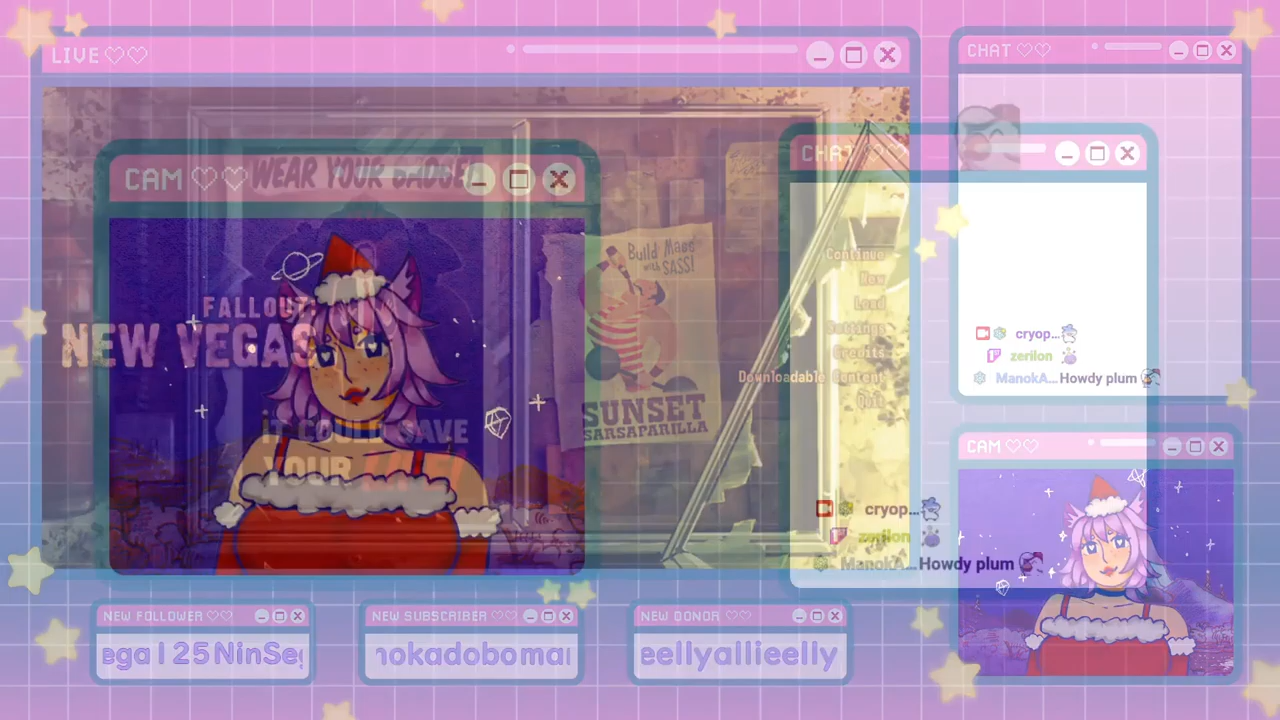 LIVE ♡♡
CHAT ♡♡
CAM ♡♡
WEAR YOUR BADGE!
CHAT ♡♡
Build Mass
with SASS!
FALLOUT:
NEW VEGAS
Continue
New
Load
Settings
Credits
Downloadable Content
Quit
SUNSET
SARSAPARILLA
IT COULD SAVE
YOUR LIFE!
cryop...
zerilon
ManokA... Howdy plum
cryop...
zerilon
ManokA... Howdy plum
CAM ♡♡
NEW FOLLOWER ♡♡
NEW SUBSCRIBER ♡♡
NEW DONOR ♡♡
ega125NinSe
nokadoboma
eellyallieelly